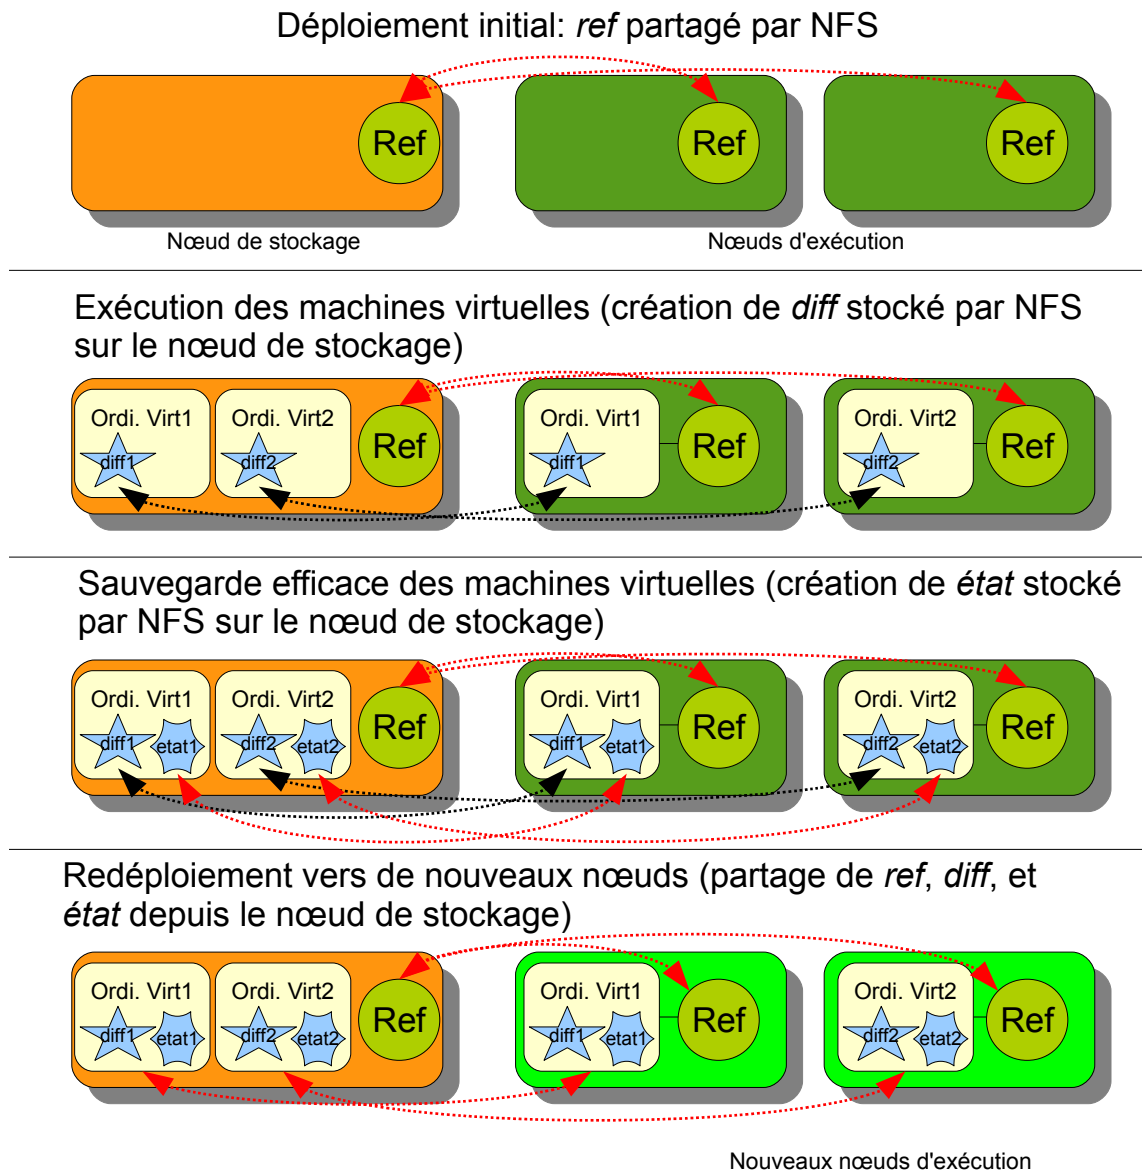 Déploiement initial: ref partagé par NFS
Ref Ref Ref
Nœud de stockage Nœuds d'exécution
Exécution des machines virtuelles (création de diff stocké par NFS
sur le nœud de stockage)
Ordi. Virt1 Ordi. Virt2 Ordi. Virt1 Ordi. Virt2
Ref Ref Ref
diff1 diff2 diff1 diff2
Sauvegarde efficace des machines virtuelles (création de état stocké
par NFS sur le nœud de stockage)
Ordi. Virt1 Ordi. Virt2 Ordi. Virt1 Ordi. Virt2
Ref Ref Ref
diff1 etat1 diff2 etat2 diff1 etat1 diff2 etat2
Redéploiement vers de nouveaux nœuds (partage de ref, diff, et
état depuis le nœud de stockage)
Ordi. Virt1 Ordi. Virt2 Ordi. Virt1 Ordi. Virt2
Ref Ref Ref
diff1 etat1 diff2 etat2 diff1 etat1 diff2 etat2
Nouveaux nœuds d'exécution